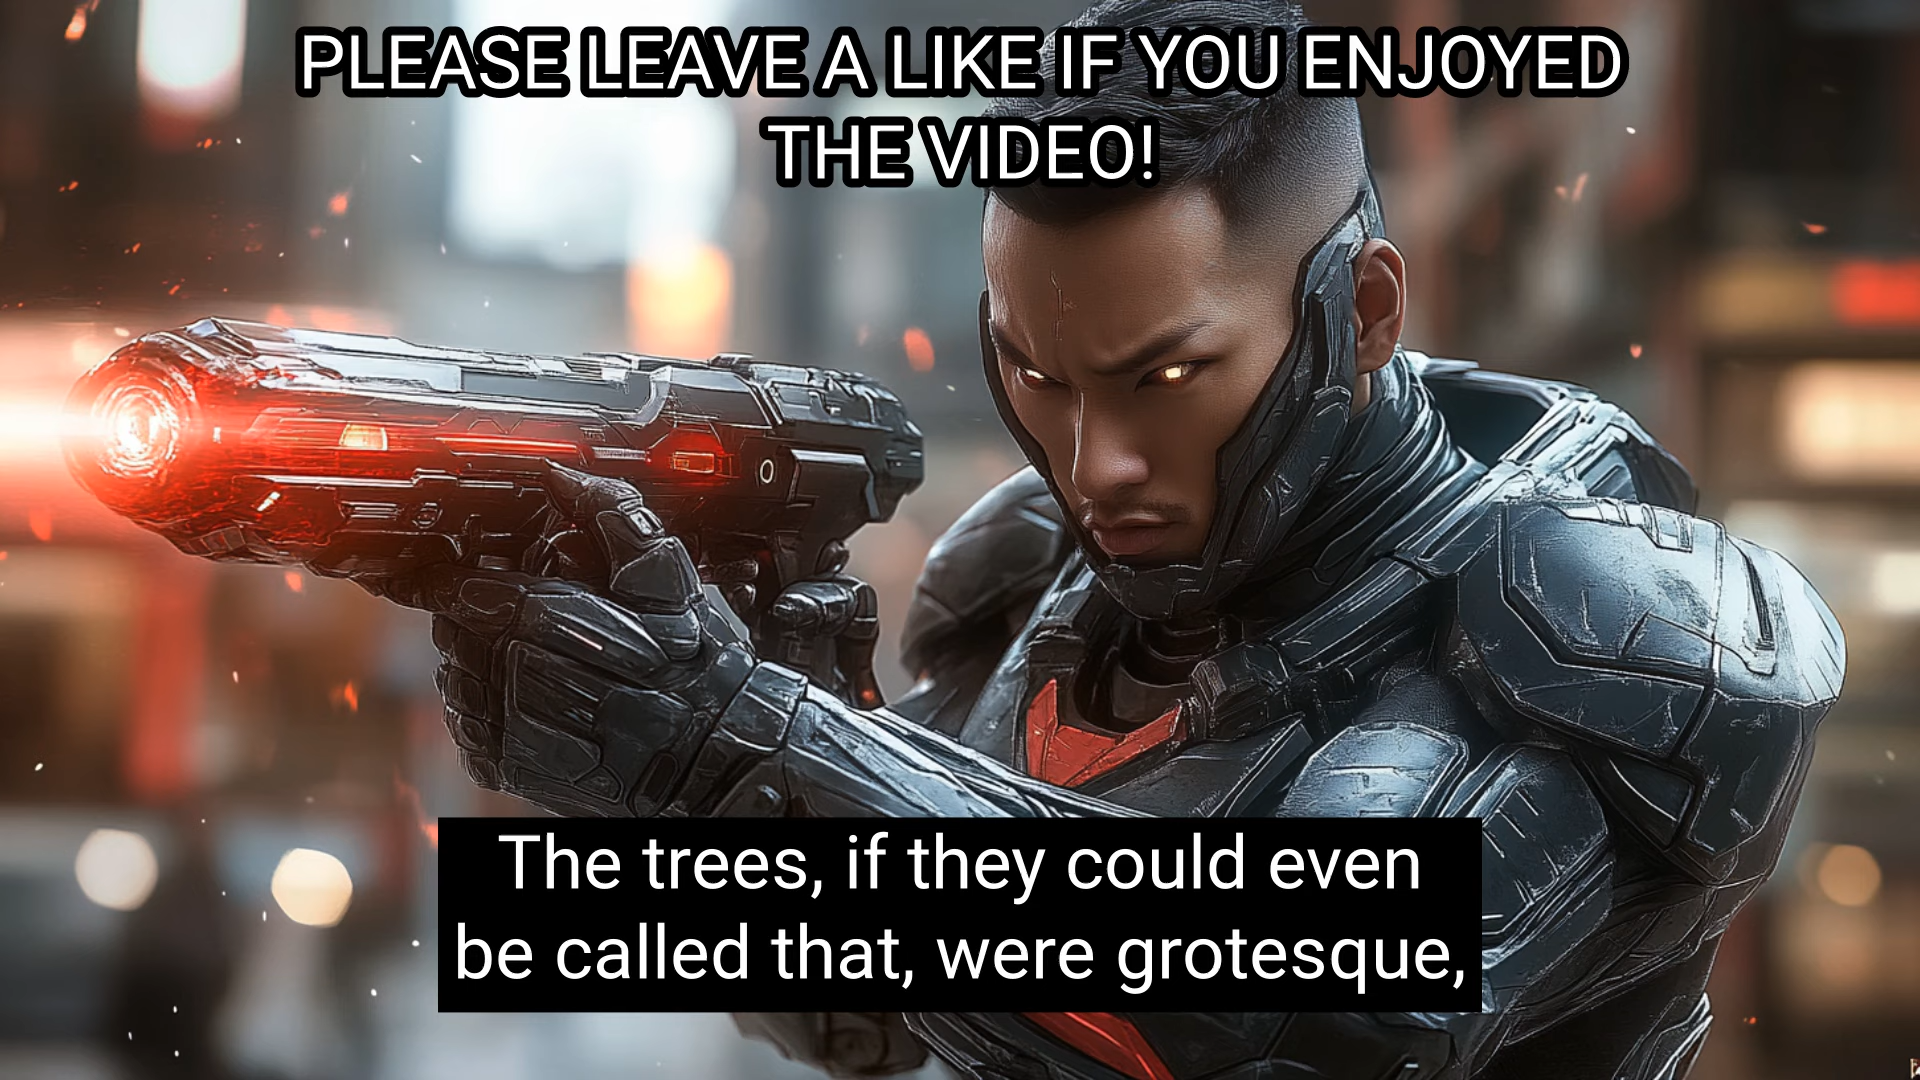 PLEASE LEAVE A LIKE IF YOU ENJOYED
THE VIDEO!
The trees, if they could even
be called that, were grotesque,